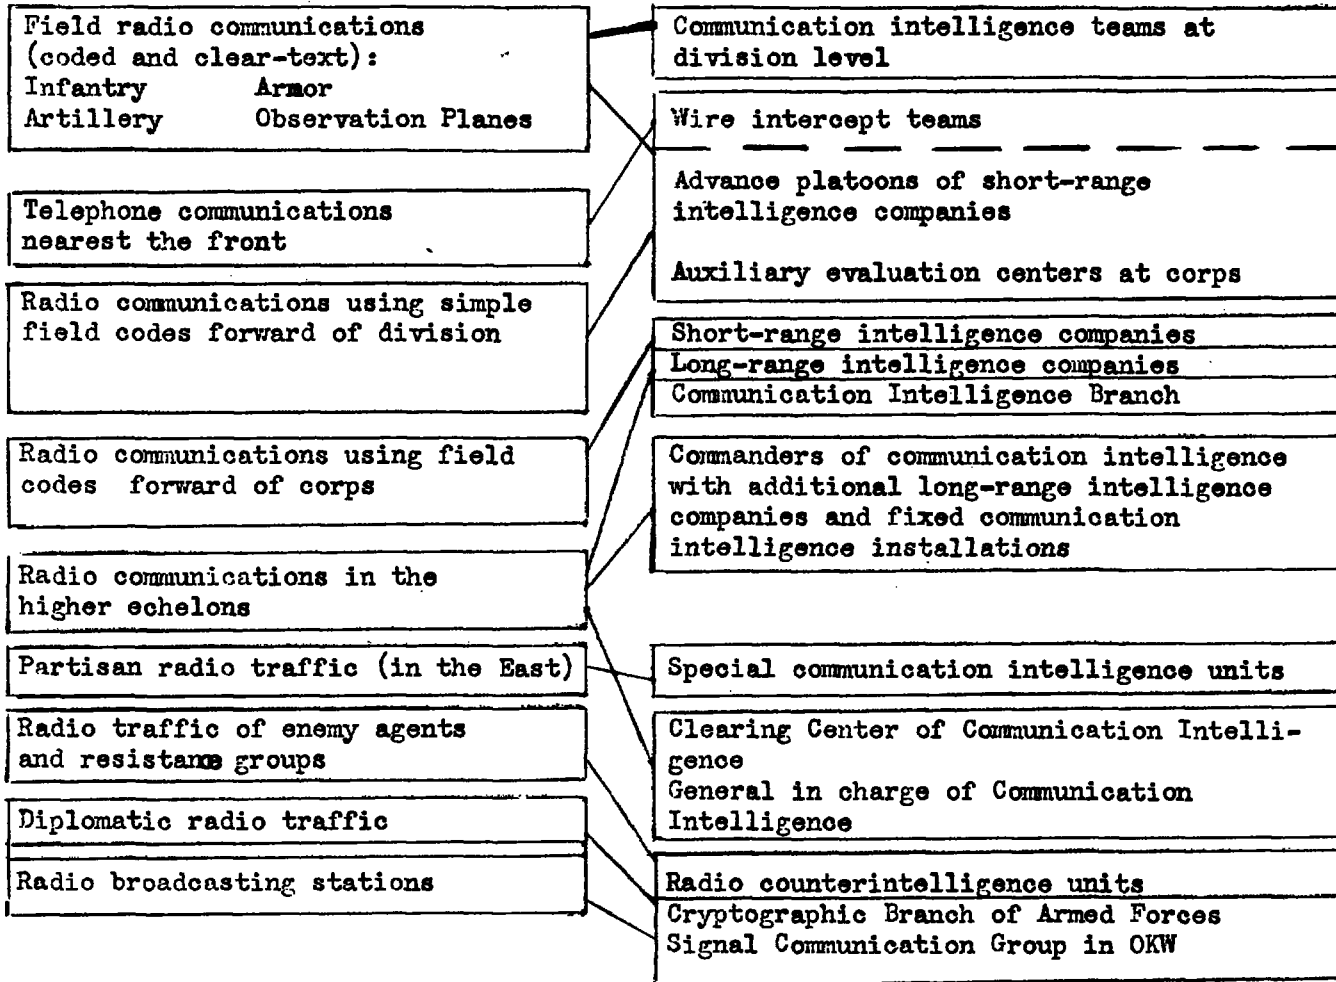 Field radio communications
(coded and clear-text):
Infantry Armor
Artillery Observation Planes
Telephone communications
nearest the front
Radio communications using simple
field codes forward of division
Radio communications using field
codes forward of corps
Radio communications in the
higher echelons
Partisan radio traffic (in the East)
Radio traffic of enemy agents
and resistance groups
Diplomatic radio traffic
Radio broadcasting stations
Communication intelligence teams at
division level
Wire intercept teams
Advance platoons of short-range
intelligence companies
Auxiliary evaluation centers at corps
Short-range intelligence companies
Long-range intelligence companies
Communication Intelligence Branch
Commanders of communication intelligence
with additional long-range intelligence
companies and fixed communication
intelligence installations
Special communication intelligence units
Clearing Center of Communication Intelli-
gence
General in charge of Communication
Intelligence
Radio counterintelligence units
Cryptographic Branch of Armed Forces
Signal Communication Group in OKW